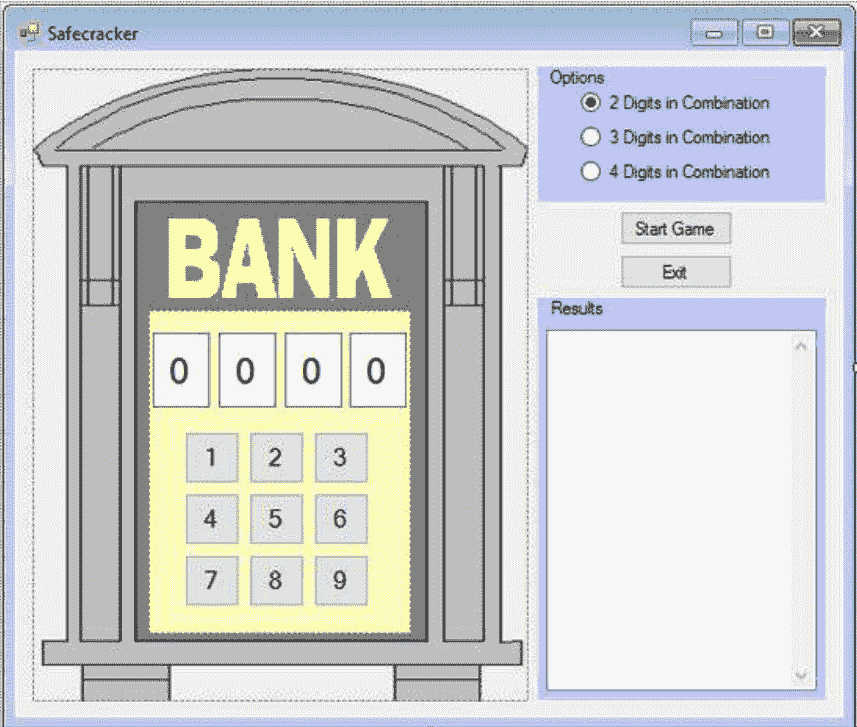 Safecracker
Options
2 Digits in Combination
3 Digits in Combination
4 Digits in Combination
Start Game
Exit
Results
BANK
0 0 0 0
1 2 3
4 5 6
7 8 9